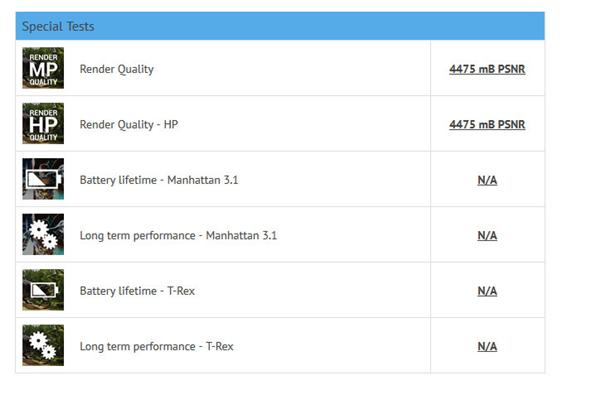 Special Tests
RENDER
MP
QUALITY
Render Quality
4475 mB PSNR
RENDER
HP
QUALITY
Render Quality - HP
4475 mB PSNR
Battery lifetime - Manhattan 3.1
N/A
Long term performance - Manhattan 3.1
N/A
Battery lifetime - T-Rex
N/A
Long term performance - T-Rex
N/A